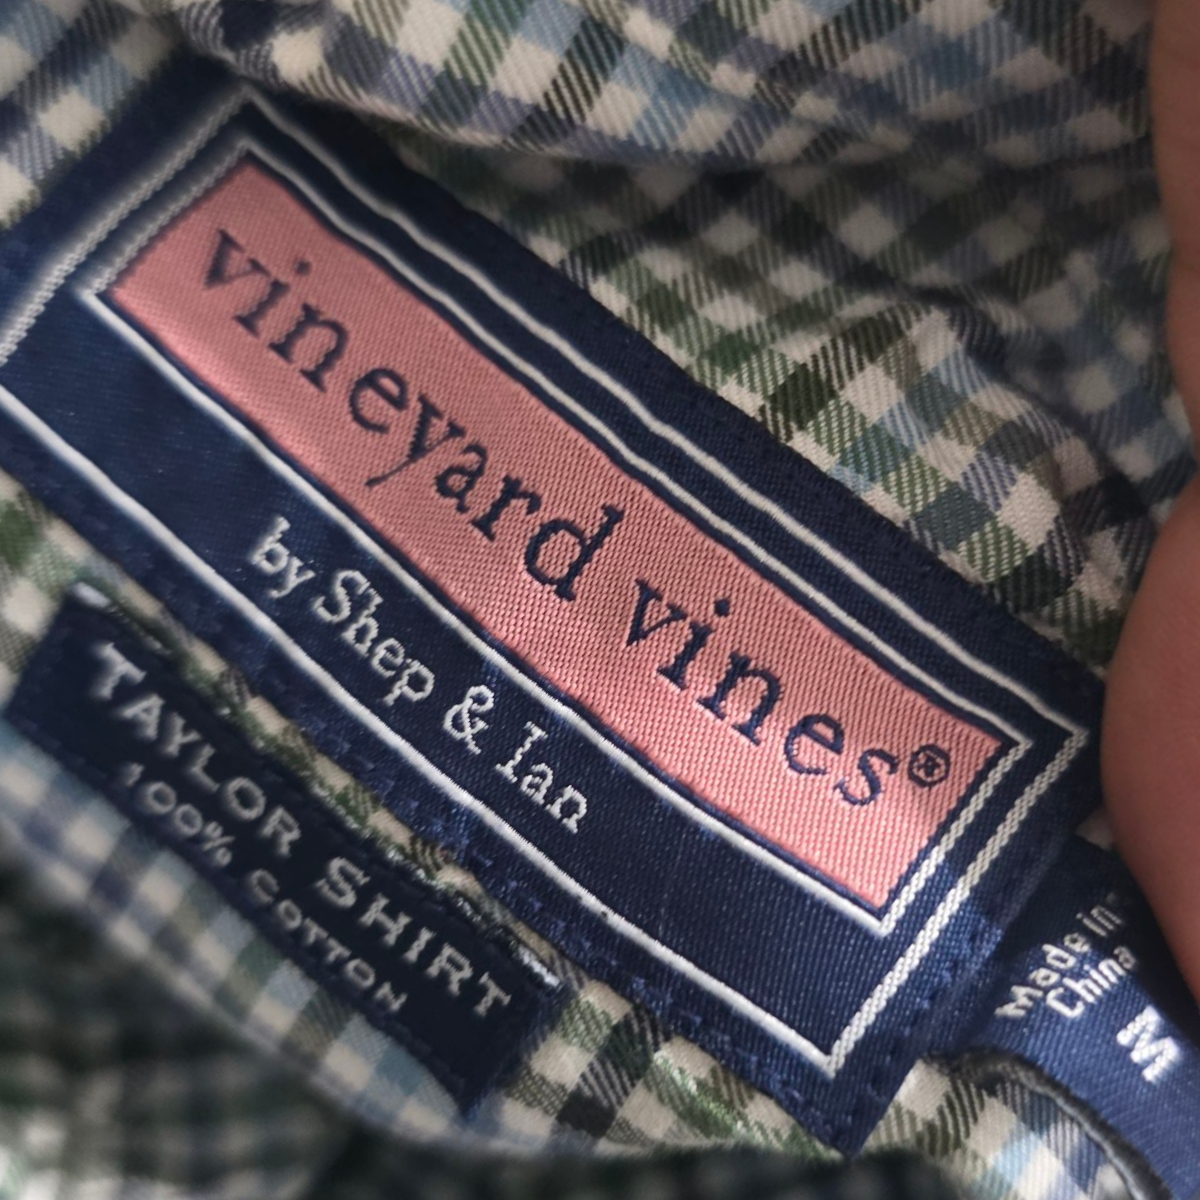 vineyard vines®
by Shep & Ian
TAYLOR SHIRT
100% COTTON
Made in
China
M